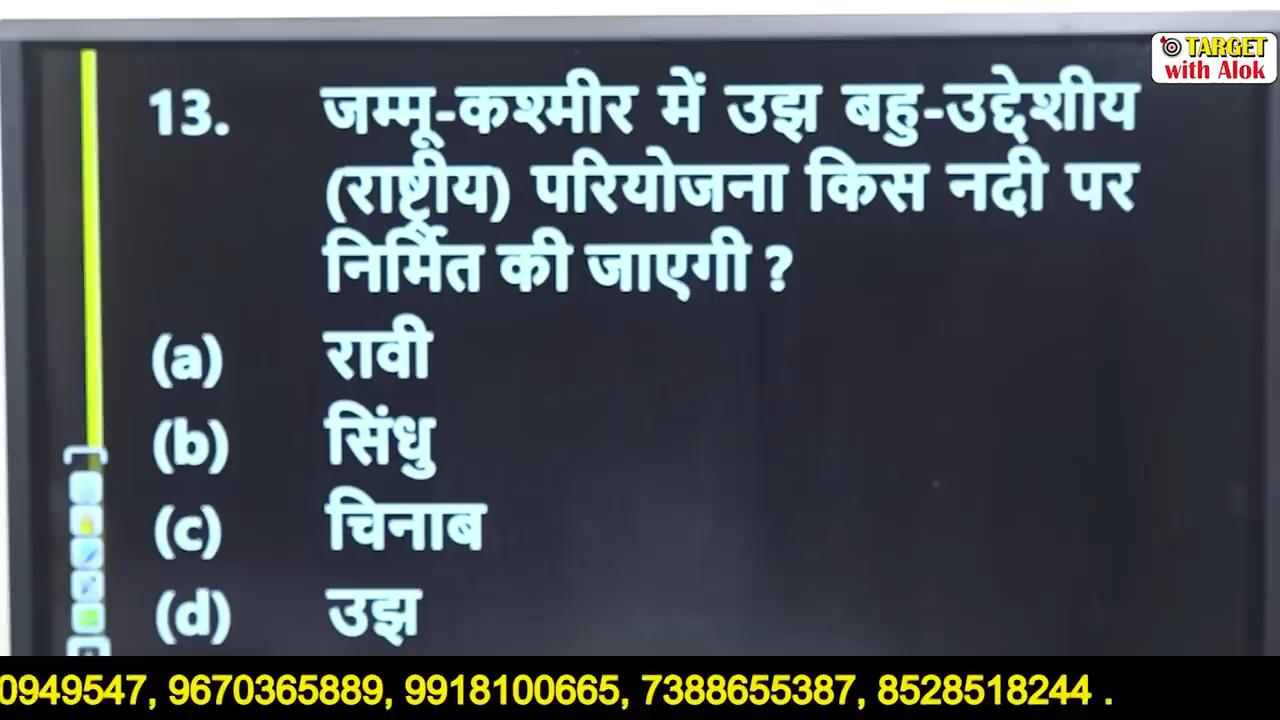 TARGET
with Alok
13. जम्मू-कश्मीर में उझ बहु-उद्देशीय
(राष्ट्रीय) परियोजना किस नदी पर
निर्मित की जाएगी ?
(a) रावी
(b) सिंधु
(c) चिनाब
(d) उझ
0949547, 9670365889, 9918100665, 7388655387, 8528518244 .